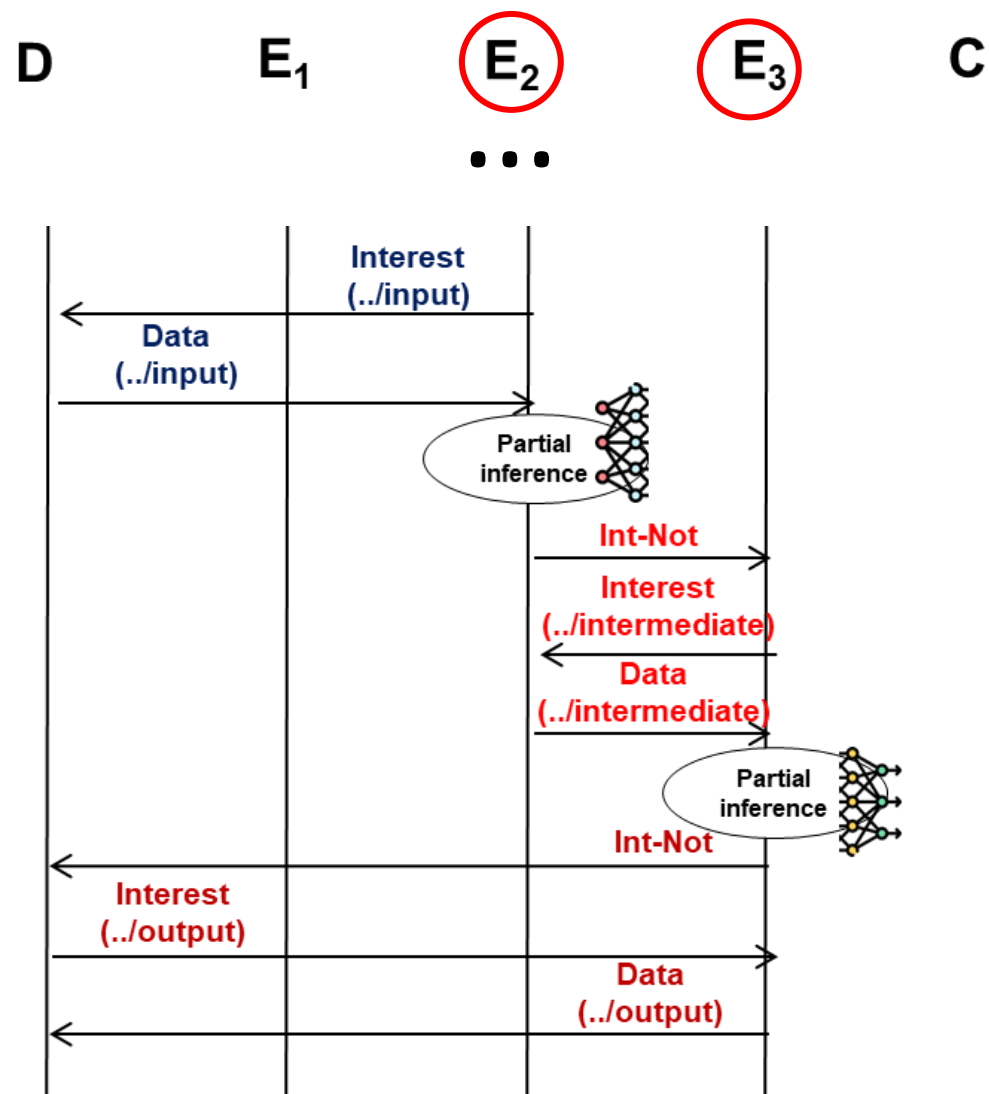 D E₁ E₂ E₃ C
...
Interest
(../input)
Data
(../input)
Partial
inference
Int-Not
Interest
(../intermediate)
Data
(../intermediate)
Partial
inference
Int-Not
Interest
(../output)
Data
(../output)